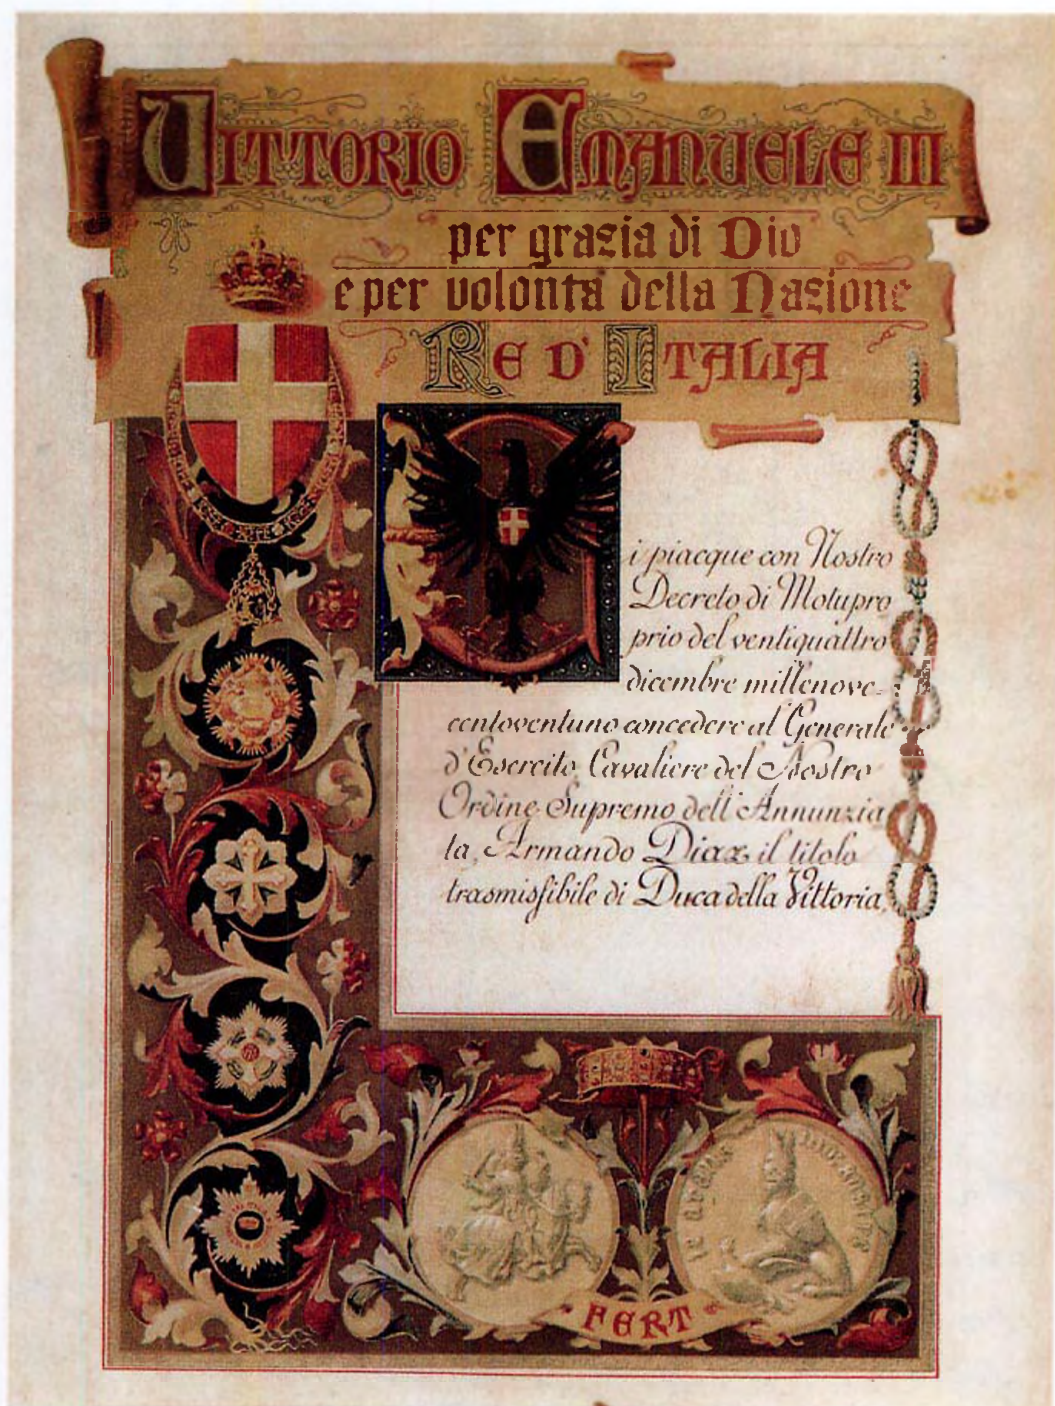 VITTORIO EMANUELE III
per grazia di Dio
e per volontà della Nazione
RE D' ITALIA
Ci piacque con Nostro
Decreto di Motupro
prio del ventiquattro
dicembre millenove-
centoventuno concedere al Generale
d'Esercito, Cavaliere del Nostro
Ordine Supremo dell'Annunzia
ta, Armando Diaz il titolo
trasmissibile di Duca della Vittoria,
FERT